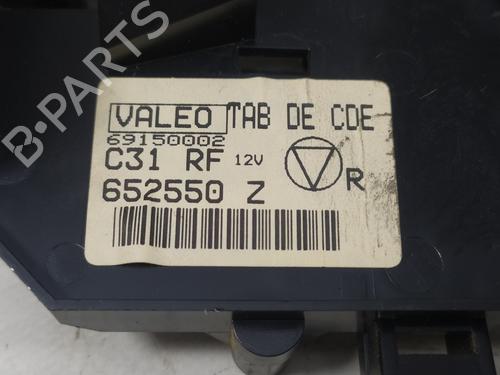 VALEO TAB DE CDE
69150002
C31 RF 12V
R
652550 Z
B-PARTS